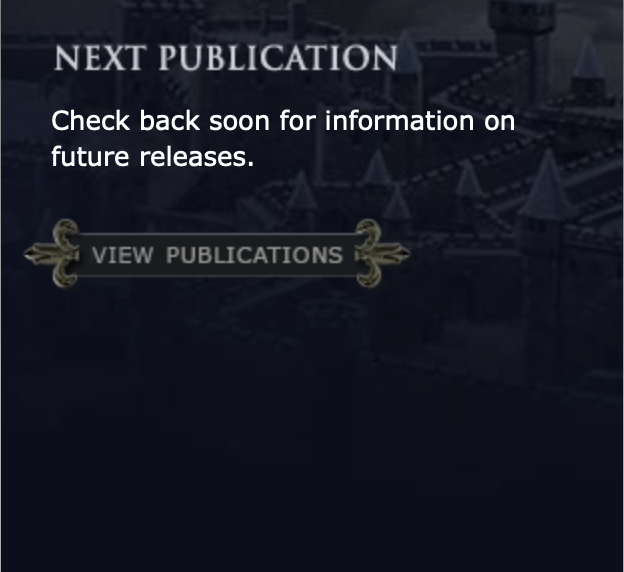 NEXT PUBLICATION
Check back soon for information on
future releases.
VIEW PUBLICATIONS